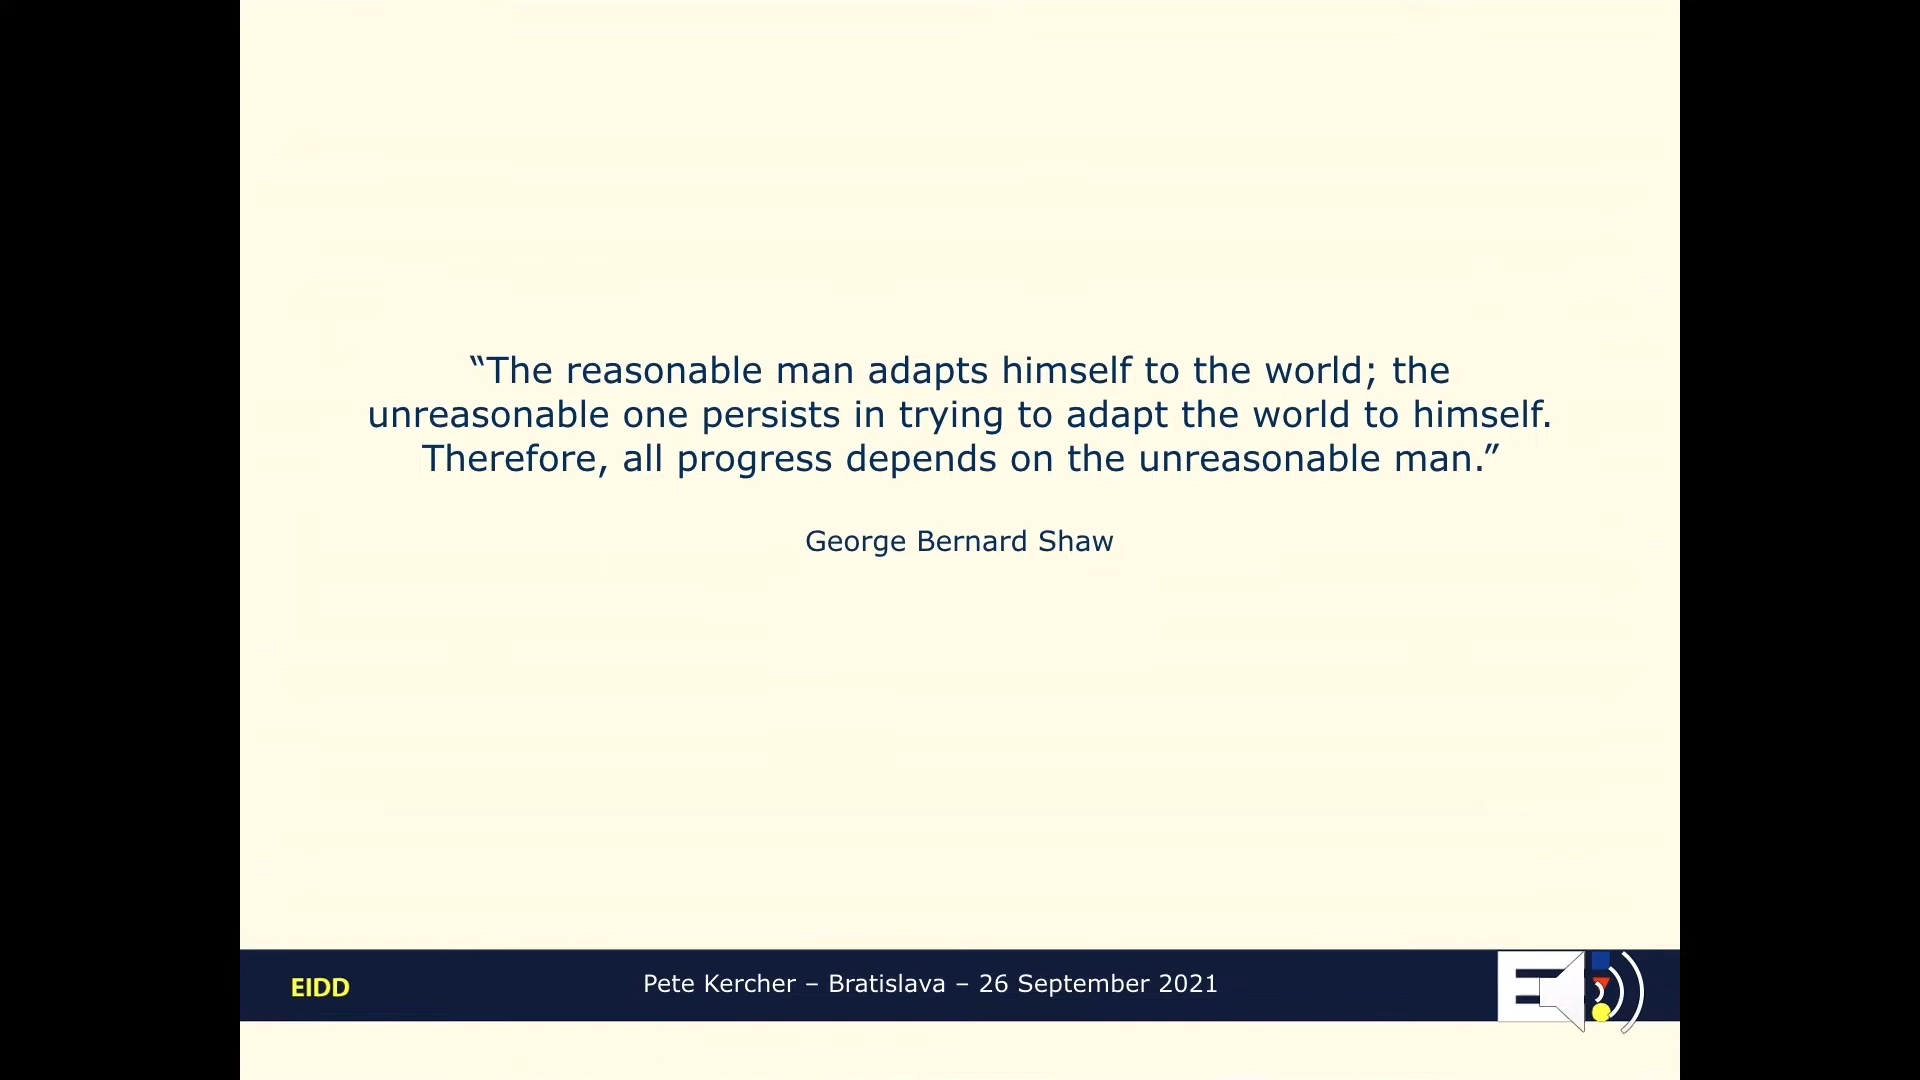 “The reasonable man adapts himself to the world; the
unreasonable one persists in trying to adapt the world to himself.
Therefore, all progress depends on the unreasonable man.”
George Bernard Shaw
EIDD
Pete Kercher – Bratislava – 26 September 2021